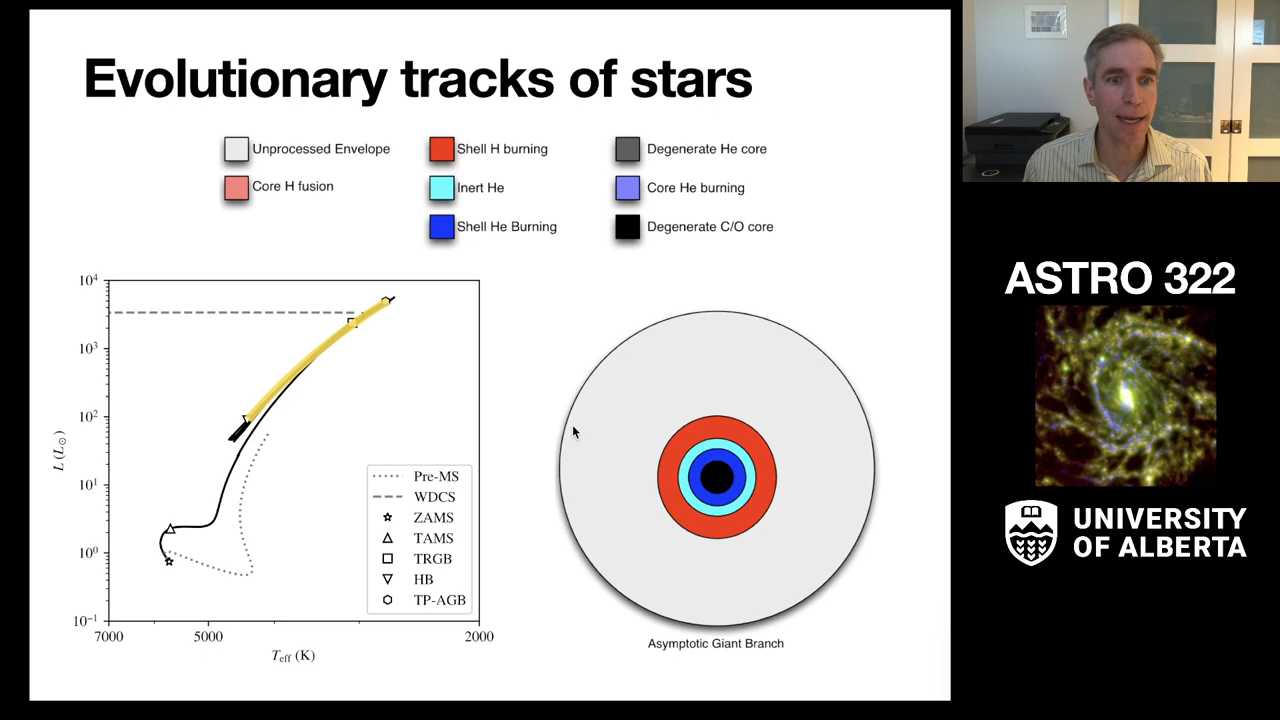 Evolutionary tracks of stars
Unprocessed Envelope
Shell H burning
Degenerate He core
Core H fusion
Inert He
Core He burning
Shell He Burning
Degenerate C/O core
10⁴
10³
10²
10¹
10⁰
10⁻¹
L (L☉)
7000
5000
2000
T_eff (K)
Pre-MS
WDCS
ZAMS
TAMS
TRGB
HB
TP-AGB
Asymptotic Giant Branch
ASTRO 322
UNIVERSITY
OF ALBERTA